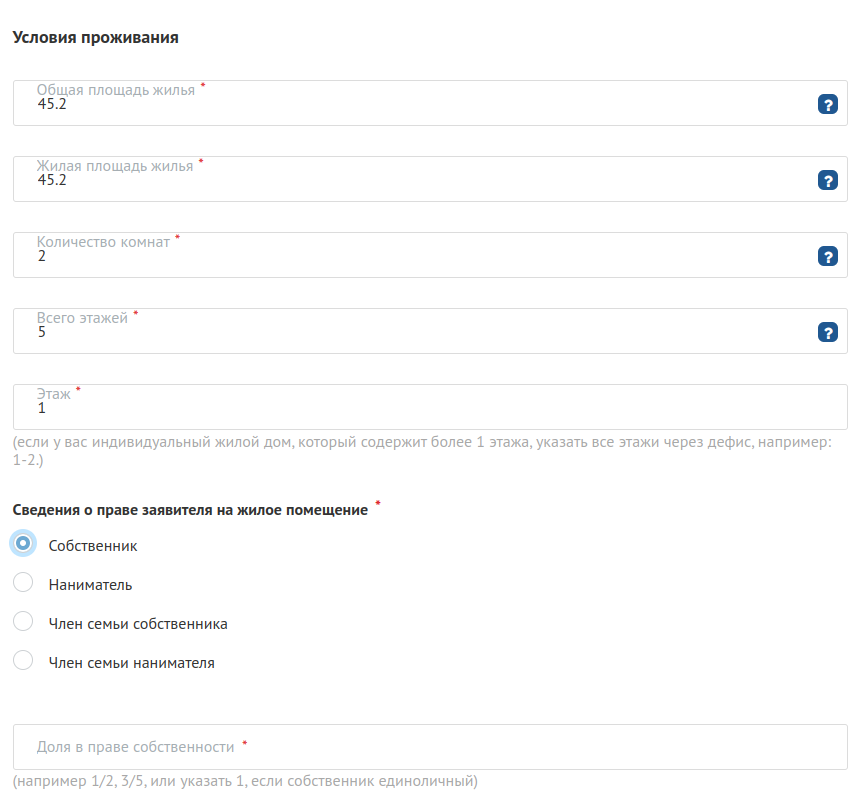 Условия проживания
Общая площадь жилья *
45.2
?
Жилая площадь жилья *
45.2
?
Количество комнат *
2
?
Всего этажей *
5
?
Этаж *
1
(если у вас индивидуальный жилой дом, который содержит более 1 этажа, указать все этажи через дефис, например:
1-2.)
Сведения о праве заявителя на жилое помещение *
Собственник
Наниматель
Член семьи собственника
Член семьи нанимателя
Доля в праве собственности *
(например 1/2, 3/5, или указать 1, если собственник единоличный)